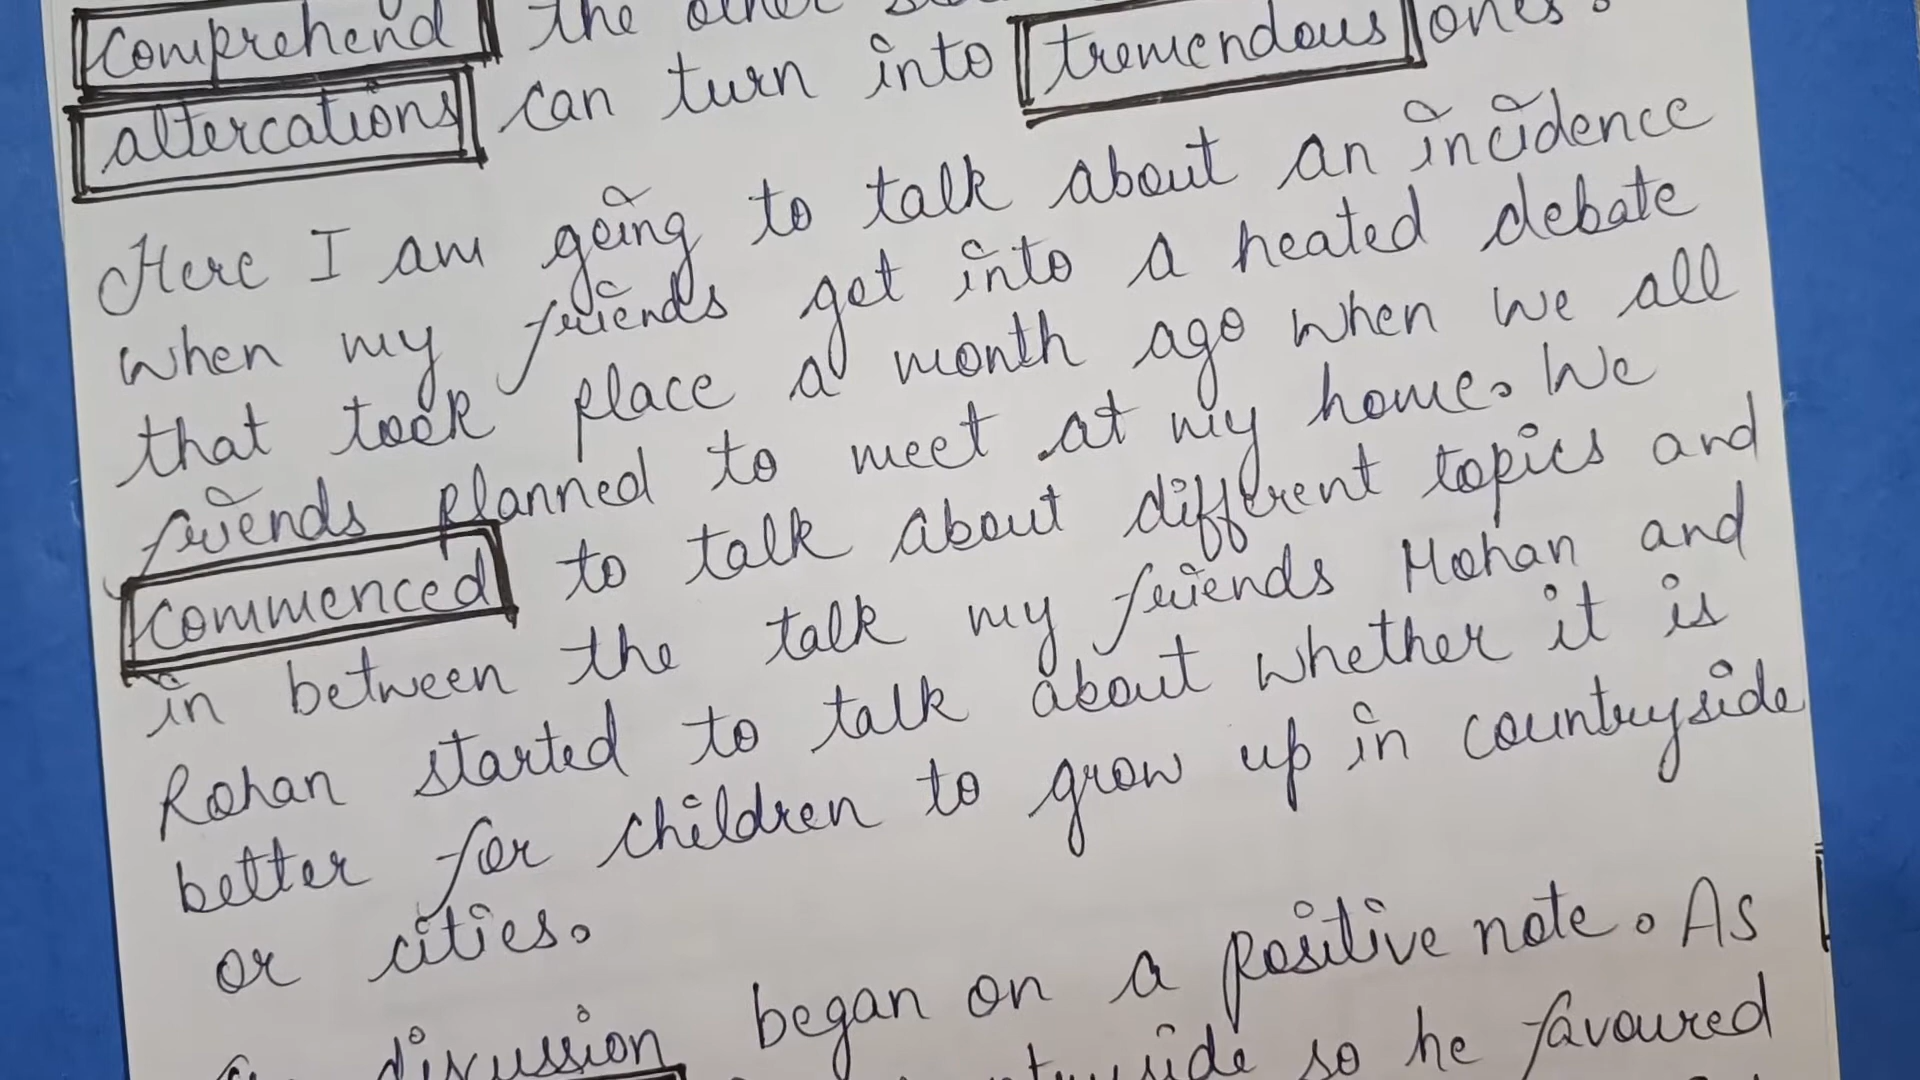 comprehend the other
altercations can turn into tremendous ones.
Here I am going to talk about an incidence
when my friends get into a heated debate
that took place a month ago when we all
friends planned to meet at my home. We
commenced to talk about different topics and
in between the talk my friends Mohan and
Rohan started to talk about whether it is
better for children to grow up in countryside
or cities.
discussion began on a positive note. As
so he favoured